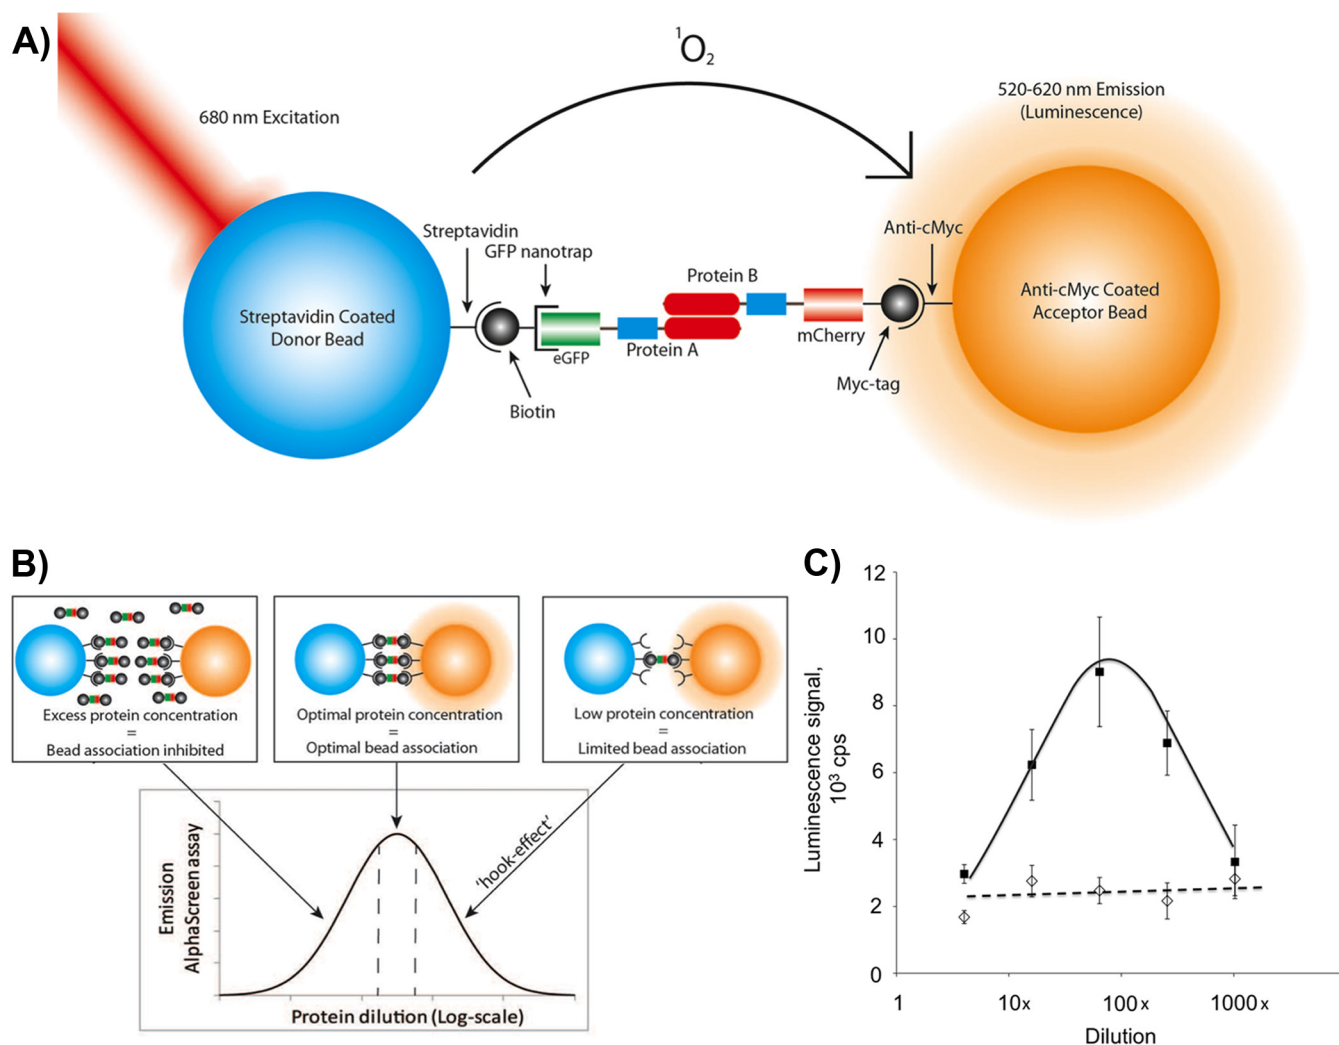 A)
680 nm Excitation
¹O₂
520-620 nm Emission
(Luminescence)
Streptavidin
GFP nanotrap
Anti-cMyc
Protein B
Streptavidin Coated
Donor Bead
Anti-cMyc Coated
Acceptor Bead
eGFP
Protein A
mCherry
Biotin
Myc-tag
B)
Excess protein concentration
=
Bead association inhibited
Optimal protein concentration
=
Optimal bead association
Low protein concentration
=
Limited bead association
'hook-effect'
Emission
AlphaScreen assay
Protein dilution (Log-scale)
C)
12
10
8
6
4
2
0
Luminescence signal,
10³ cps
1
10x
100x
1000x
Dilution